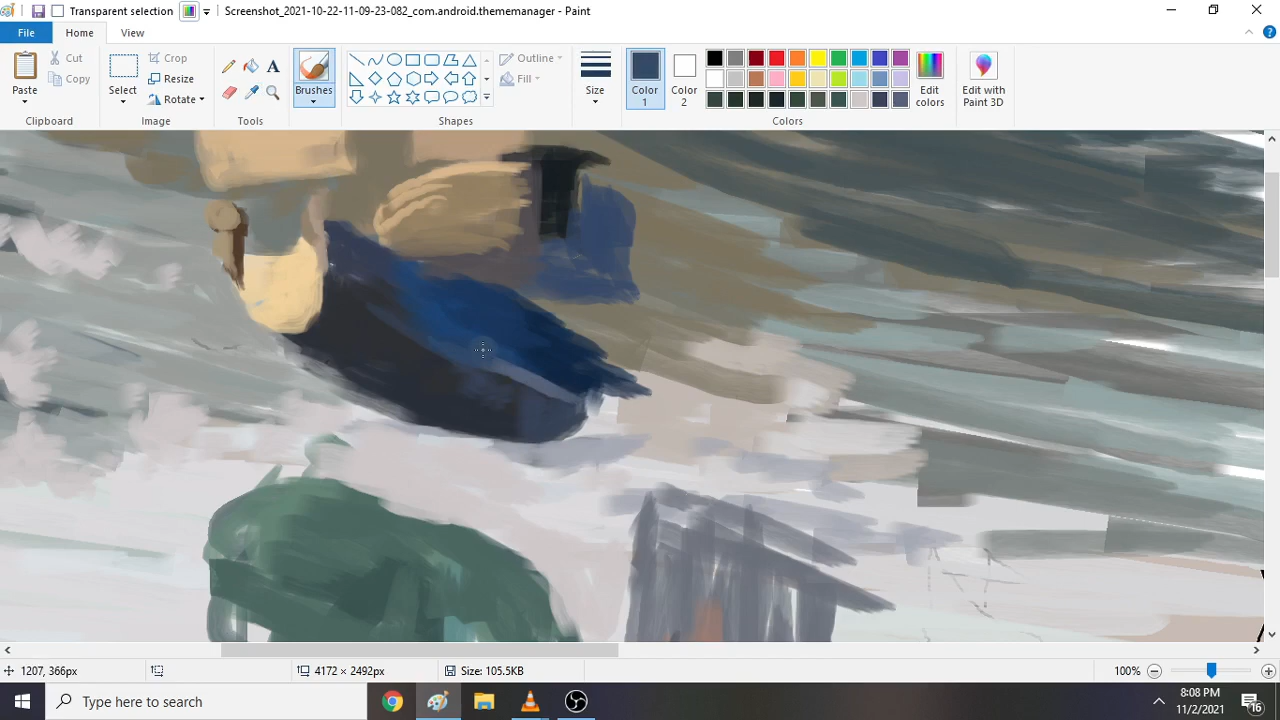 Transparent selection Screenshot_2021-10-22-11-09-23-082_com.android.thememanager - Paint
File Home View
Paste Cut Copy Select Crop Resize Rotate A Brushes Outline Fill Size Color 1 Color 2 Edit colors Edit with Paint 3D
Clipboard Image Tools Shapes Colors
1207, 366px 4172 × 2492px Size: 105.5KB 100%
Type here to search 8:08 PM
11/2/2021 16